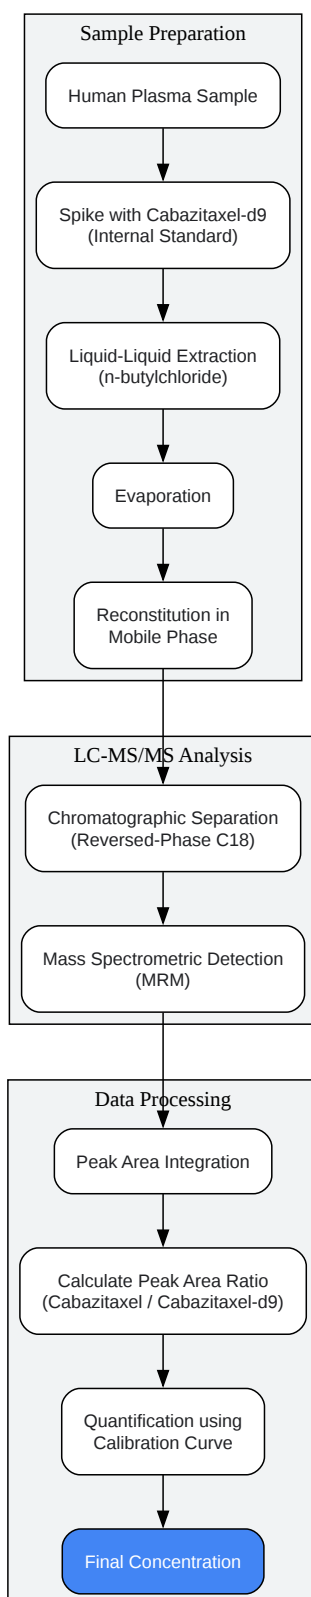 Sample Preparation
Human Plasma Sample
Spike with Cabazitaxel-d9
(Internal Standard)
Liquid-Liquid Extraction
(n-butylchloride)
Evaporation
Reconstitution in
Mobile Phase
LC-MS/MS Analysis
Chromatographic Separation
(Reversed-Phase C18)
Mass Spectrometric Detection
(MRM)
Data Processing
Peak Area Integration
Calculate Peak Area Ratio
(Cabazitaxel / Cabazitaxel-d9)
Quantification using
Calibration Curve
Final Concentration